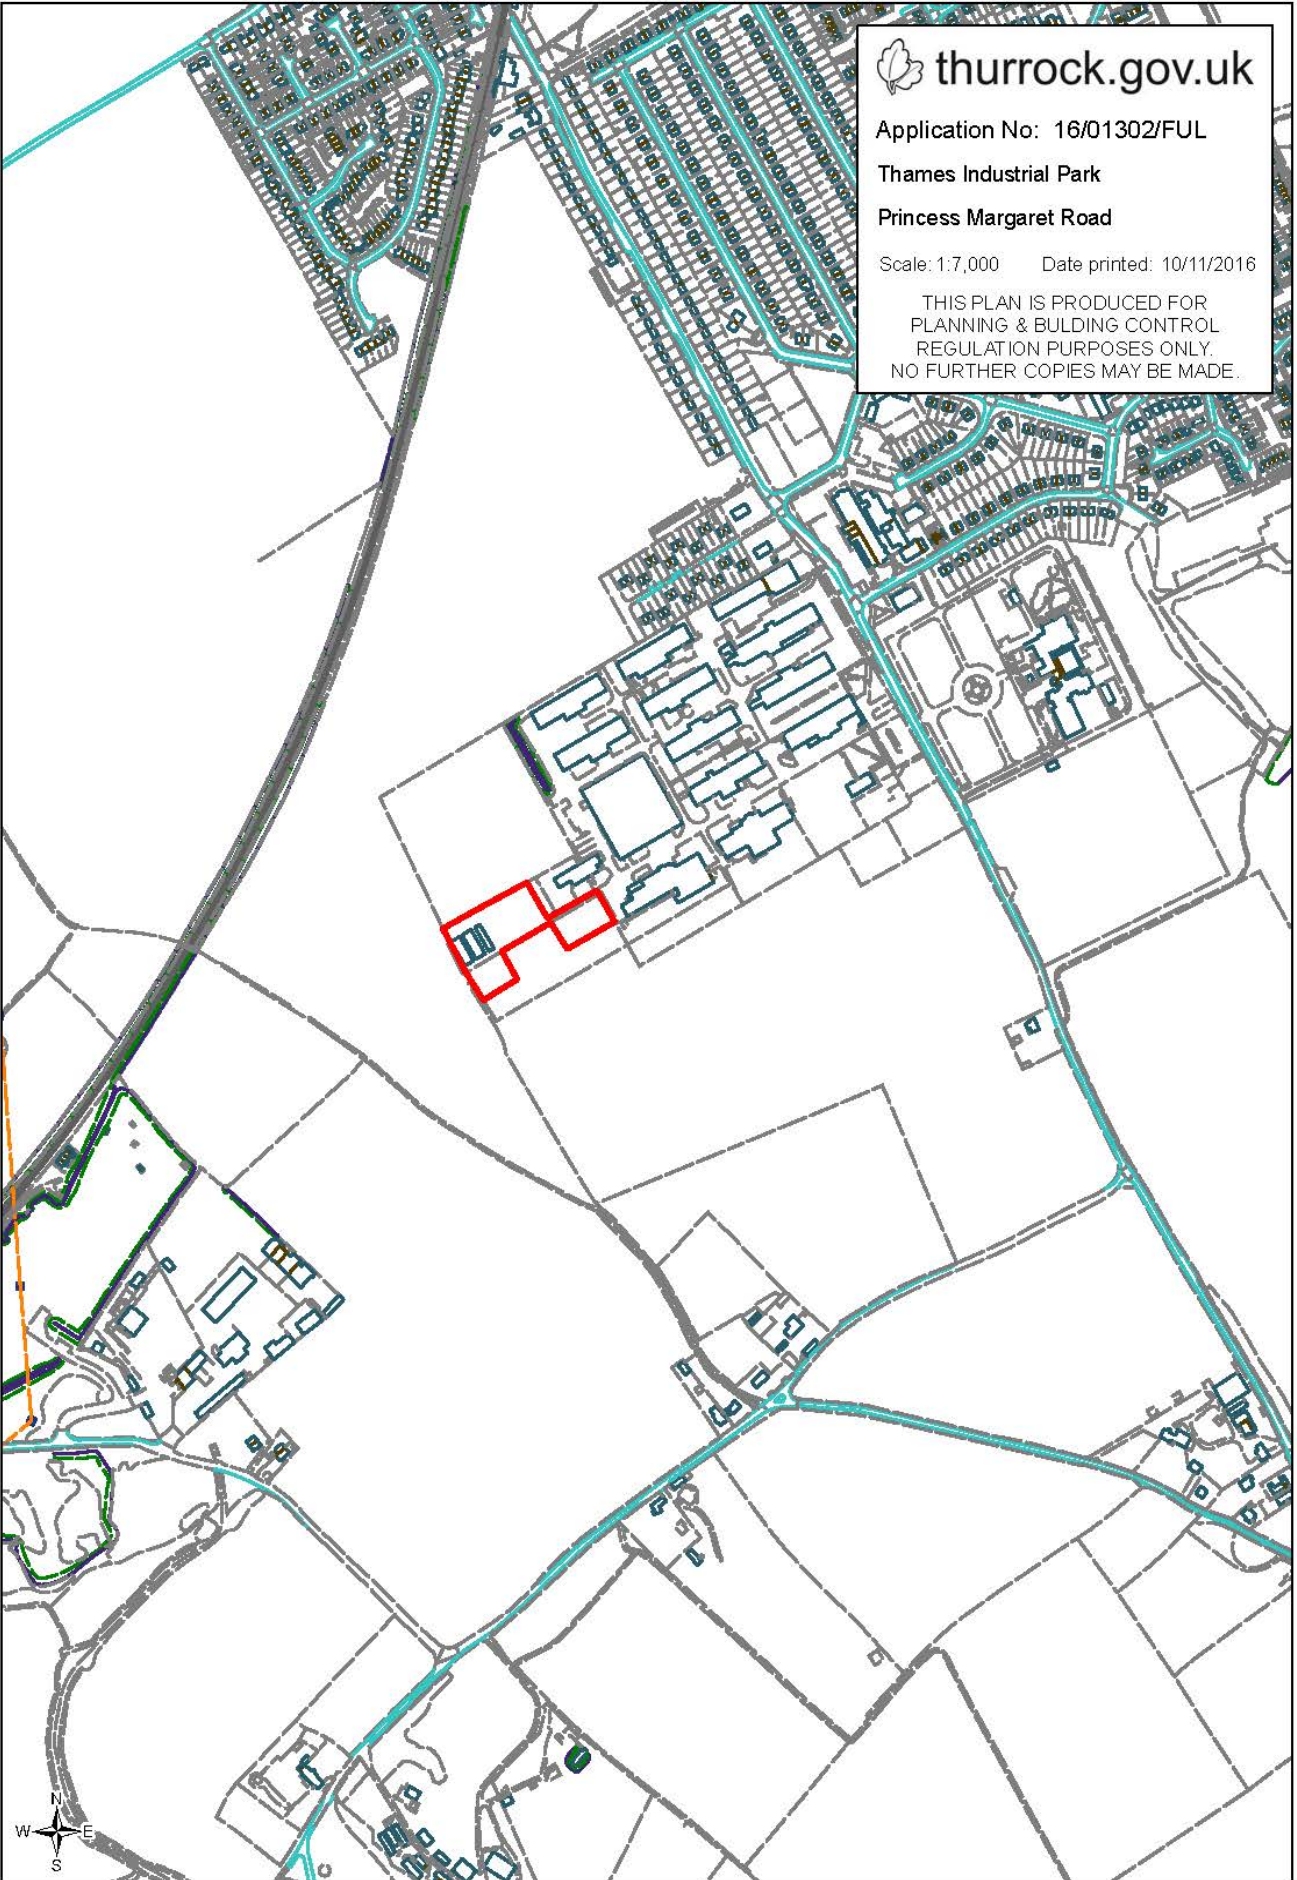 thurrock.gov.uk
Application No: 16/01302/FUL
Thames Industrial Park
Princess Margaret Road
Scale: 1:7,000 Date printed: 10/11/2016
THIS PLAN IS PRODUCED FOR
PLANNING & BULDING CONTROL
REGULATION PURPOSES ONLY.
NO FURTHER COPIES MAY BE MADE.
N
W E
S